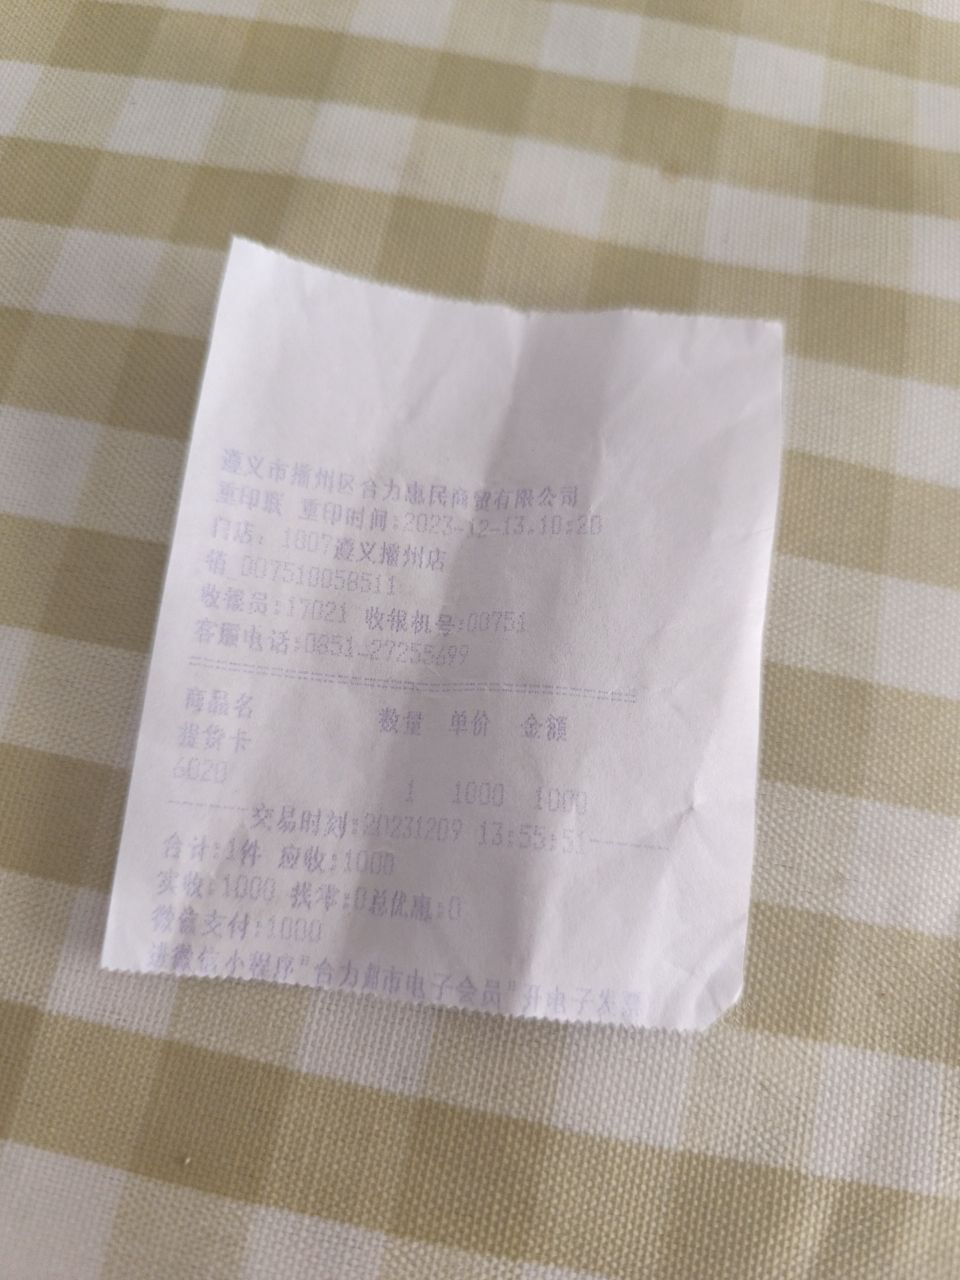 遵义市播州区合力惠民商贸有限公司
重印联 重印时间:2023-12-13.10:20
门店: 1807遵义播州店
销_007510058511
收银员:17021 收银机号:00751
客服电话:0851-27255699
商品名 数量 单价 金额
提货卡
6020
1 1000 1000
--------交易时刻:20231209 13:55:51--------
合计:1件 应收:1000
实收:1000 找零:0总优惠:0
微信支付:1000
进微信小程序"合力超市电子会员"开电子发票